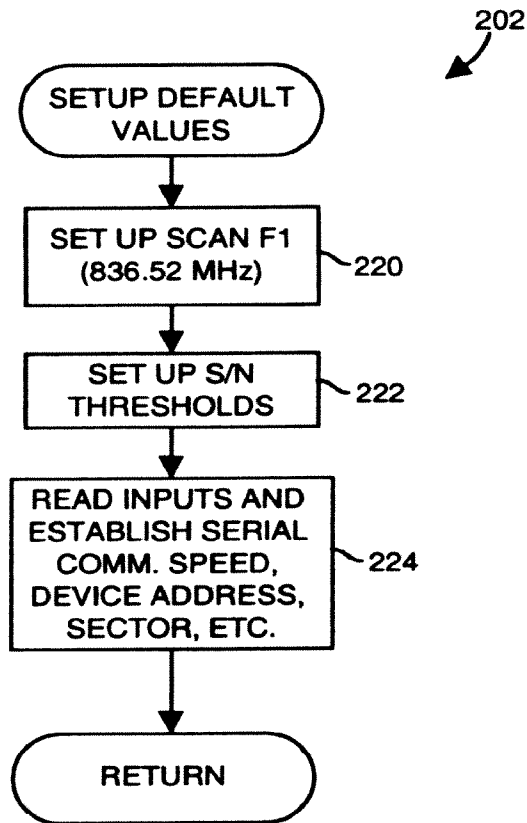 202
SETUP DEFAULT
VALUES
SET UP SCAN F1
(836.52 MHz)
220
SET UP S/N
THRESHOLDS
222
READ INPUTS AND
ESTABLISH SERIAL
COMM. SPEED,
DEVICE ADDRESS,
SECTOR, ETC.
224
RETURN